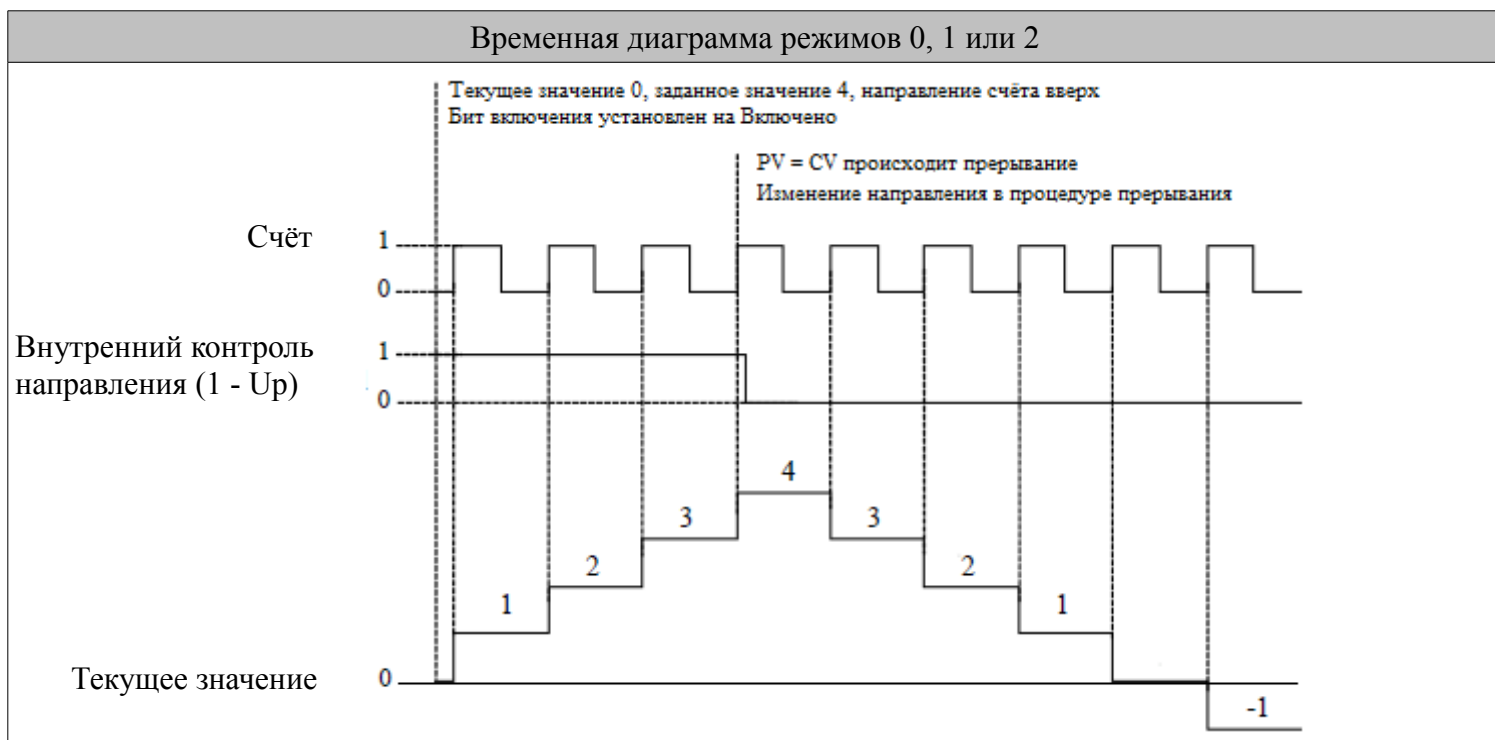 Временная диаграмма режимов 0, 1 или 2
Текущее значение 0, заданное значение 4, направление счёта вверх
Бит включения установлен на Включено
PV = CV происходит прерывание
Изменение направления в процедуре прерывания
Счёт
1
0
Внутренний контроль
направления (1 - Up)
1
0
4
3
3
2
2
1
1
Текущее значение
0
-1